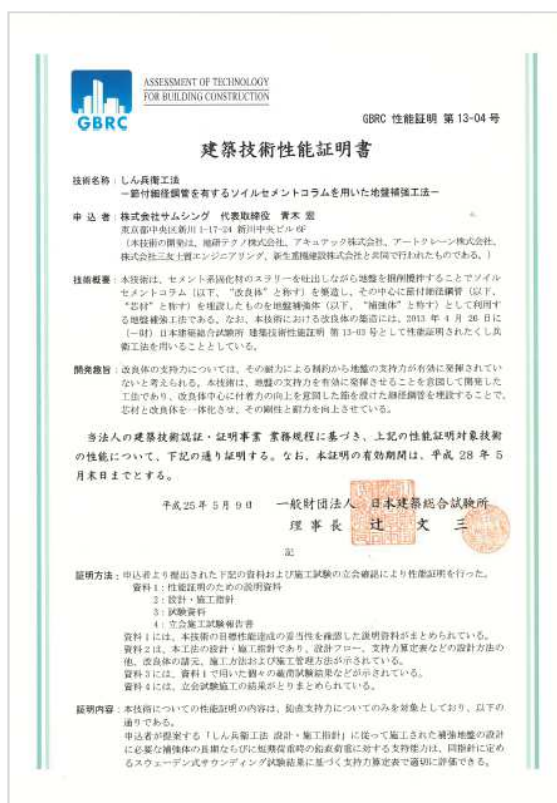 ASSESSMENT OF TECHNOLOGY
FOR BUILDING CONSTRUCTION
GBRC
GBRC 性能証明 第13-04号
建築技術性能証明書
技術名称：しん兵衛工法
－節付細径鋼管を有するソイルセメントコラムを用いた地盤補強工法－
申込者：株式会社サムシング 代表取締役 青木 宏
東京都中央区新川1-17-24 新川中央ビル6F
（本技術の開発は、地研テクノ株式会社、アキュテック株式会社、アートクレーン株式会社、
株式会社三友土質エンジニアリング、新生重機建設株式会社と共同で行われたものである。）
技術概要：本技術は、セメント系固化材のスラリーを吐出しながら地盤を掘削攪拌することでソイル
セメントコラム（以下、“改良体”と称す）を築造し、その中心に節付細径鋼管（以下、
“芯材”と称す）を埋設したものを地盤補強体（以下、“補強体”と称す）として利用す
る地盤補強工法である。なお、本技術における改良体の築造は、2013年4月26日に
（一財）日本建築総合試験所 建築技術性能証明 第13-03号として性能証明されたくし兵
衛工法を用いることとしている。
開発趣旨：改良体の支持力については、その耐力による制約から地盤の支持力が有効に発揮されてい
ないと考えられる。本技術は、地盤の支持力を有効に発揮させることを意図して開発した
工法であり、改良体中心に付着力の向上を意図した節を設けた細径鋼管を埋設することで、
芯材と改良体を一体化させ、その剛性と耐力を向上させている。
当法人の建築技術認証・証明事業 業務規程に基づき、上記の性能証明対象技術
の性能について、下記の通り証明する。なお、本証明の有効期間は、平成28年5
月末日までとする。
平成25年5月9日 一般財団法人 日本建築総合試験所
理事長 辻 文三
記
証明方法：申込者より提出された下記の資料および施工試験の立会確認により性能証明を行った。
資料1：性能証明のための説明資料
2：設計・施工指針
3：試験資料
4：立会施工試験報告書
資料1には、本技術の目標性能達成の妥当性を確認した説明資料がまとめられている。
資料2は、本工法の設計・施工指針であり、設計フロー、支持力算定表などの設計方法の
他、改良体の諸元、施工方法および施工管理方法が示されている。
資料3には、資料1で用いた個々の載荷試験結果などが示されている。
資料4には、立会試験施工の結果がとりまとめられている。
証明内容：本技術についての性能証明の内容は、鉛直支持力についてのみを対象としており、以下の
通りである。
申込者が提案する「しん兵衛工法 設計・施工指針」に従って施工された補強地盤の設計
に必要な補強体の長期ならびに短期荷重時の鉛直荷重に対する支持能力は、同指針に定め
るスウェーデン式サウンディング試験結果に基づく支持力算定表で適切に評価できる。